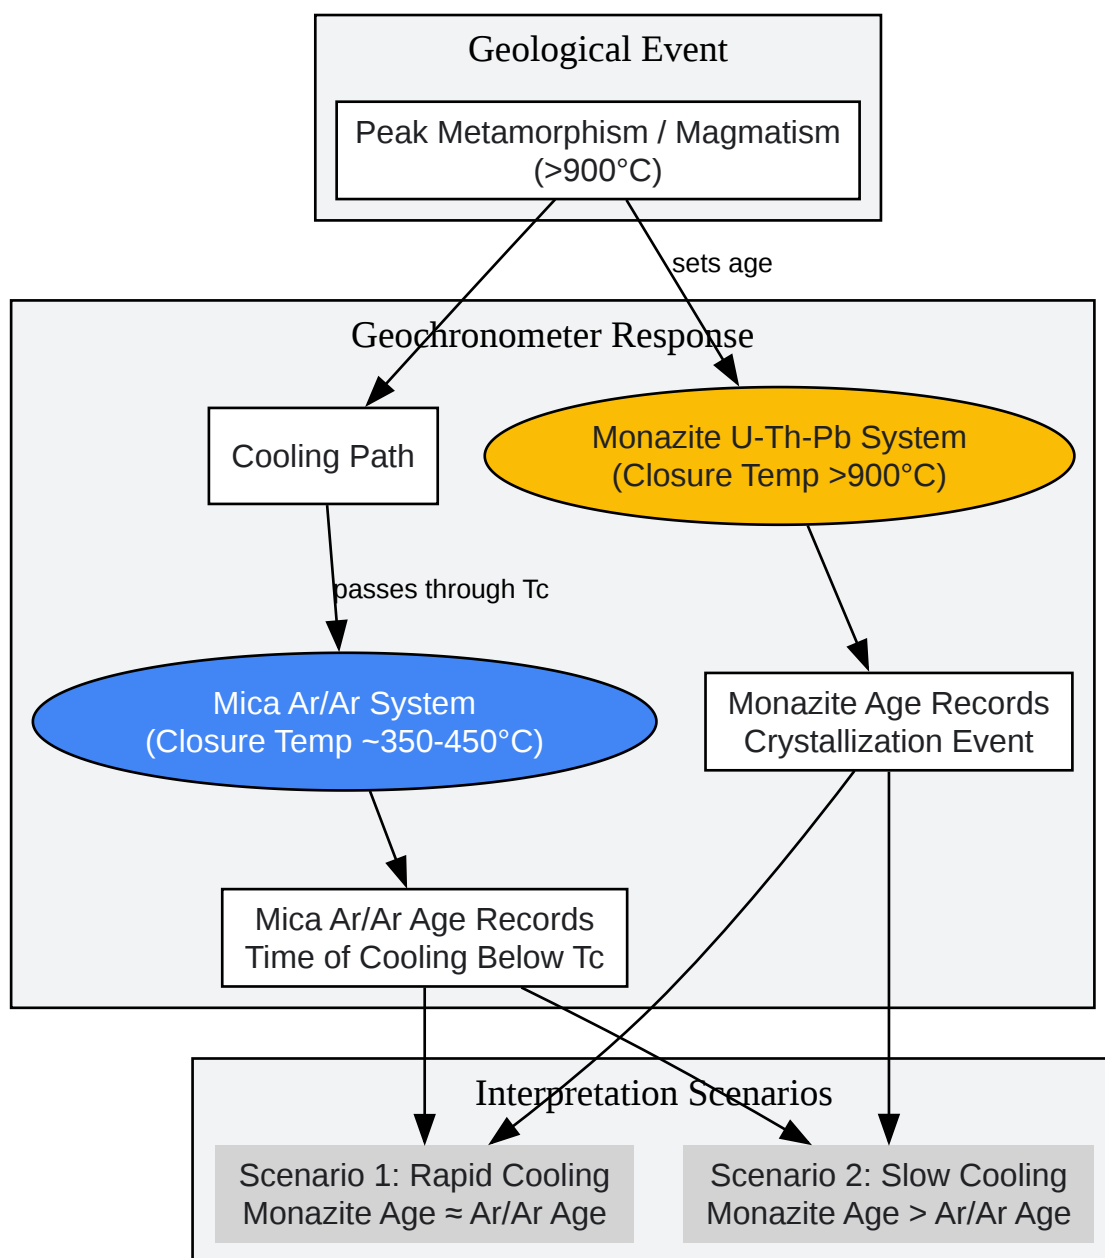 Geological Event
Peak Metamorphism / Magmatism
(>900°C)
sets age
Geochronometer Response
Cooling Path
Monazite U-Th-Pb System
(Closure Temp >900°C)
passes through Tc
Mica Ar/Ar System
(Closure Temp ~350-450°C)
Monazite Age Records
Crystallization Event
Mica Ar/Ar Age Records
Time of Cooling Below Tc
Interpretation Scenarios
Scenario 1: Rapid Cooling
Monazite Age ≈ Ar/Ar Age
Scenario 2: Slow Cooling
Monazite Age > Ar/Ar Age